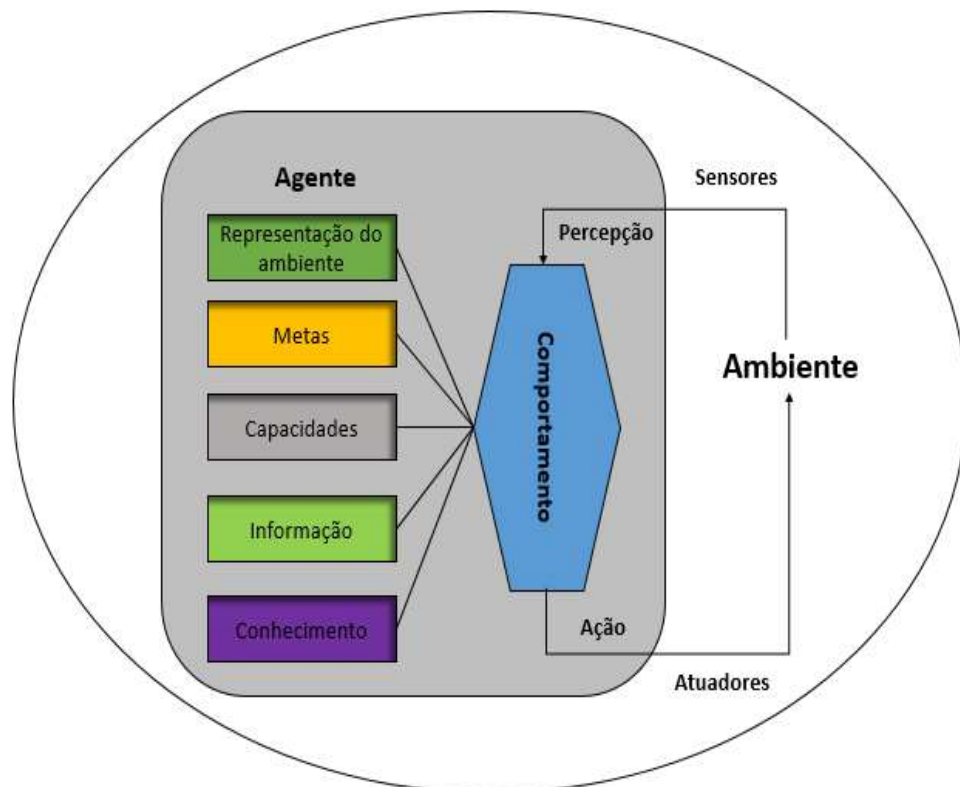 Agente
Sensores
Representação do
ambiente
Percepção
Metas
Comportamento
Ambiente
Capacidades
Informação
Conhecimento
Ação
Atuadores